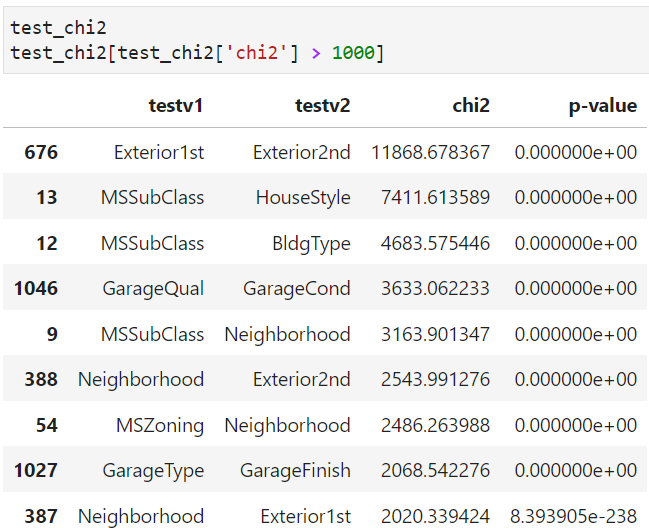 test_chi2
test_chi2[test_chi2['chi2'] > 1000]
testv1 testv2 chi2 p-value
676 Exterior1st Exterior2nd 11868.678367 0.000000e+00
13 MSSubClass HouseStyle 7411.613589 0.000000e+00
12 MSSubClass BldgType 4683.575446 0.000000e+00
1046 GarageQual GarageCond 3633.062233 0.000000e+00
9 MSSubClass Neighborhood 3163.901347 0.000000e+00
388 Neighborhood Exterior2nd 2543.991276 0.000000e+00
54 MSZoning Neighborhood 2486.263988 0.000000e+00
1027 GarageType GarageFinish 2068.542276 0.000000e+00
387 Neighborhood Exterior1st 2020.339424 8.393905e-238